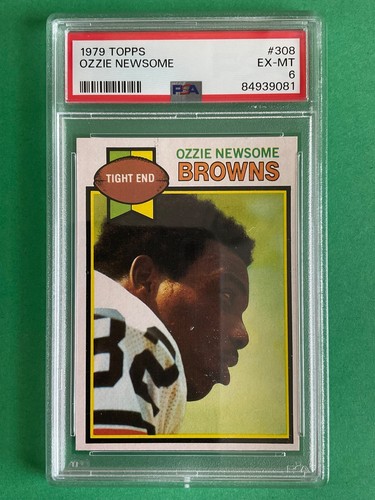 1979 TOPPS #308
OZZIE NEWSOME EX-MT
6
PSA 84939081
OZZIE NEWSOME
TIGHT END
BROWNS
82